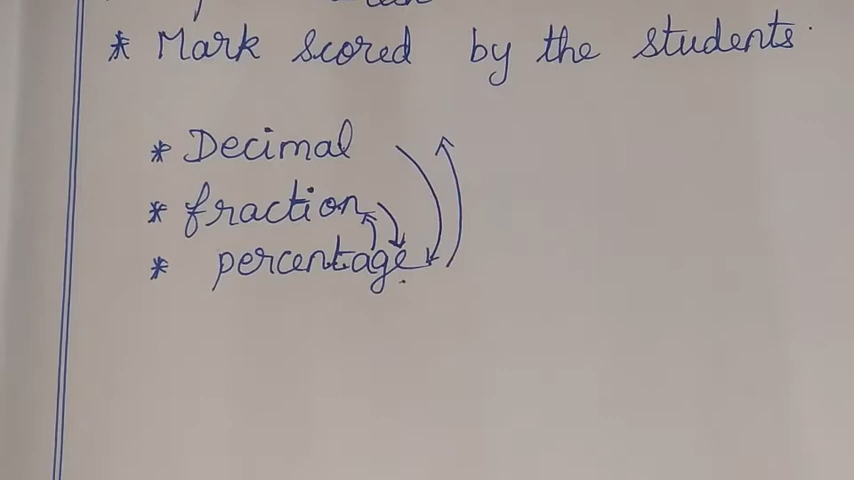 * Mark scored by the students.
* Decimal
* fraction
* percentage